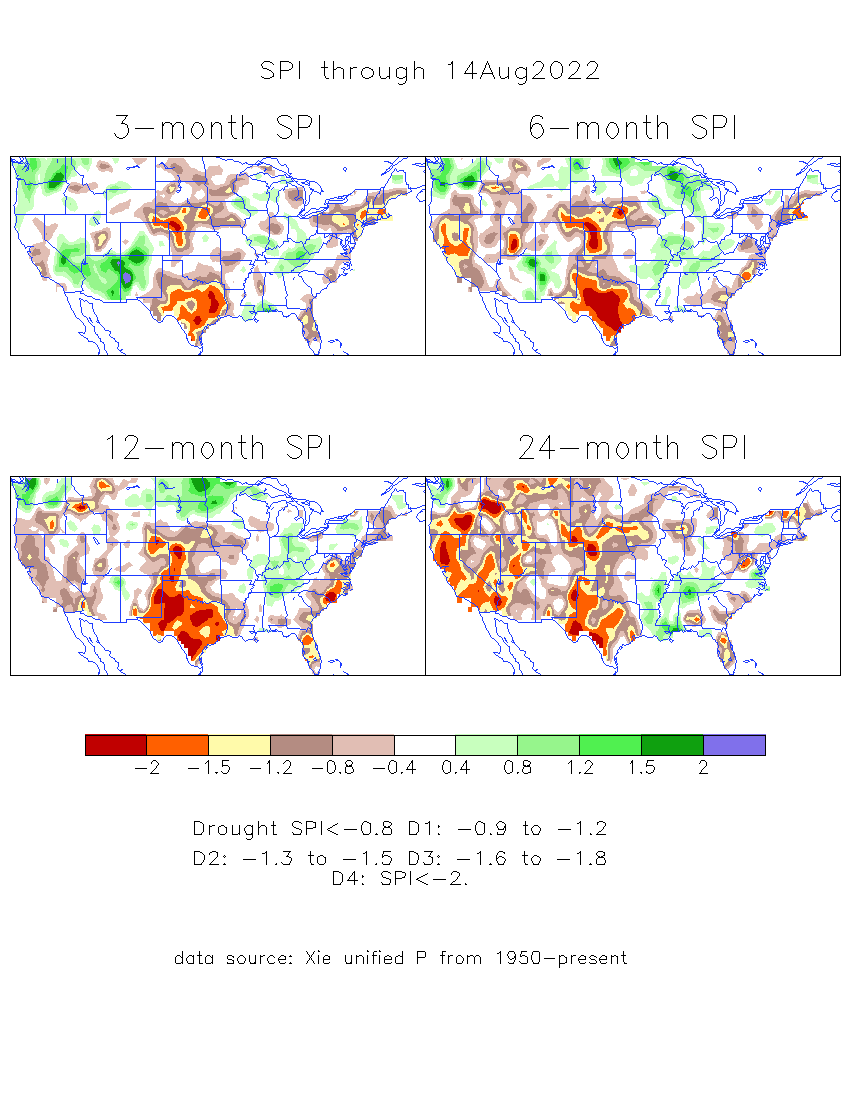 SPI through 14Aug2022
3-month SPI
6-month SPI
12-month SPI
24-month SPI
-2 -1.5 -1.2 -0.8 -0.4 0.4 0.8 1.2 1.5 2
Drought SPI<-0.8 D1: -0.9 to -1.2
D2: -1.3 to -1.5 D3: -1.6 to -1.8
D4: SPI<-2.
data source: Xie unified P from 1950-present